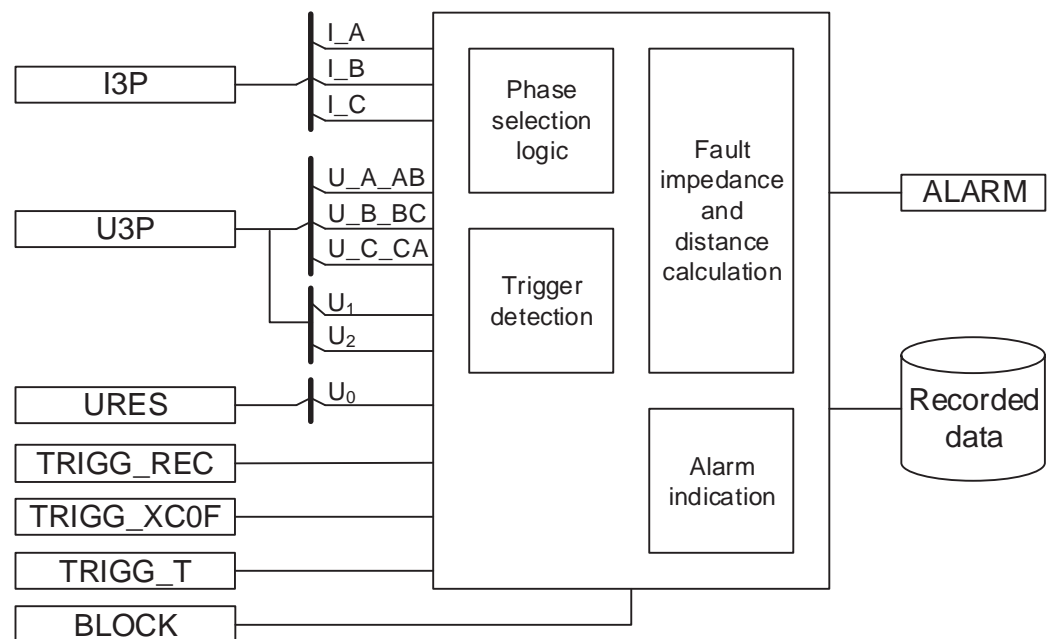 I3P
I_A
I_B
I_C
U3P
U_A_AB
U_B_BC
U_C_CA
U₁
U₂
URES
U₀
TRIGG_REC
TRIGG_XC0F
TRIGG_T
BLOCK
Phase
selection
logic
Trigger
detection
Fault
impedance
and
distance
calculation
Alarm
indication
ALARM
Recorded
data